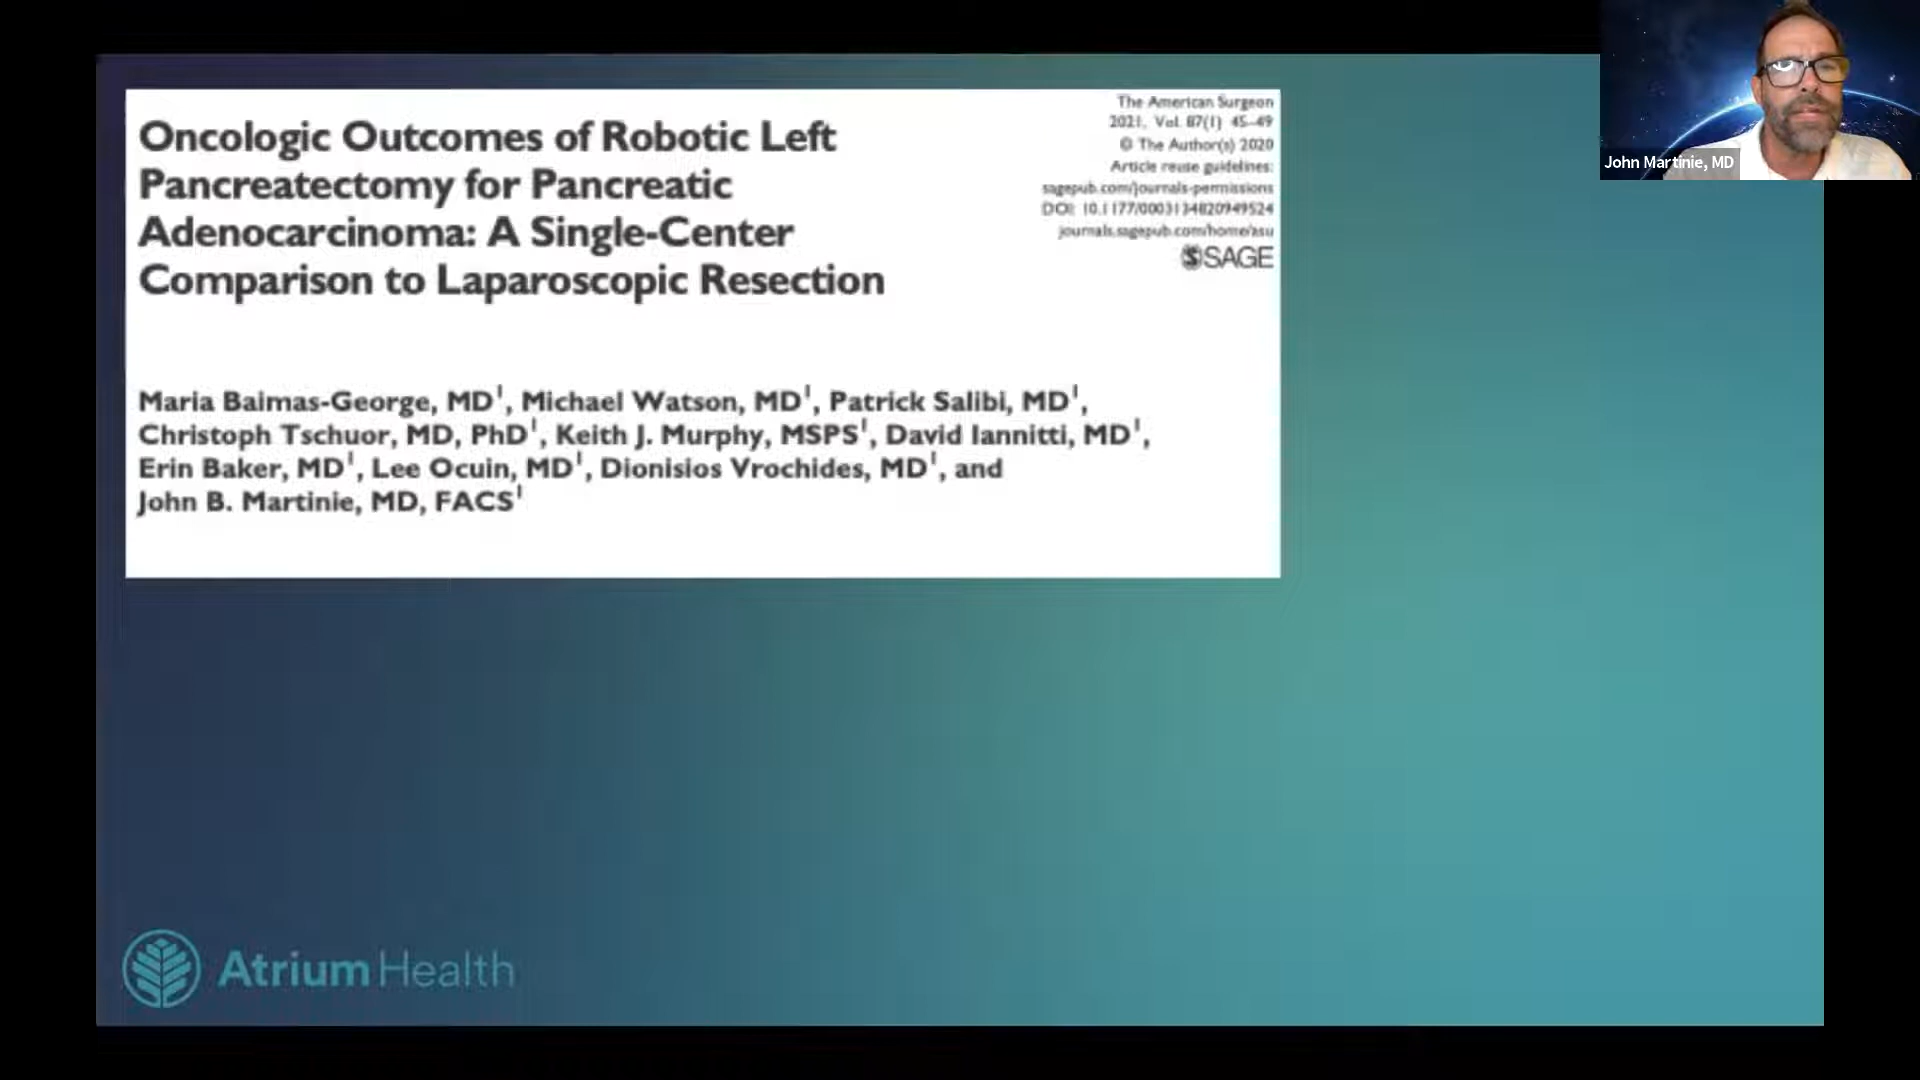 Oncologic Outcomes of Robotic Left
Pancreatectomy for Pancreatic
Adenocarcinoma: A Single-Center
Comparison to Laparoscopic Resection
The American Surgeon
2021, Vol. 87(1) 45–49
© The Author(s) 2020
Article reuse guidelines:
sagepub.com/journals-permissions
DOI: 10.1177/0003134820949524
journals.sagepub.com/home/asu
SAGE
Maria Baimas-George, MD¹, Michael Watson, MD¹, Patrick Salibi, MD¹,
Christoph Tschuor, MD, PhD¹, Keith J. Murphy, MSPS¹, David Iannitti, MD¹,
Erin Baker, MD¹, Lee Ocuin, MD¹, Dionisios Vrochides, MD¹, and
John B. Martinie, MD, FACS¹
John Martinie, MD
Atrium Health